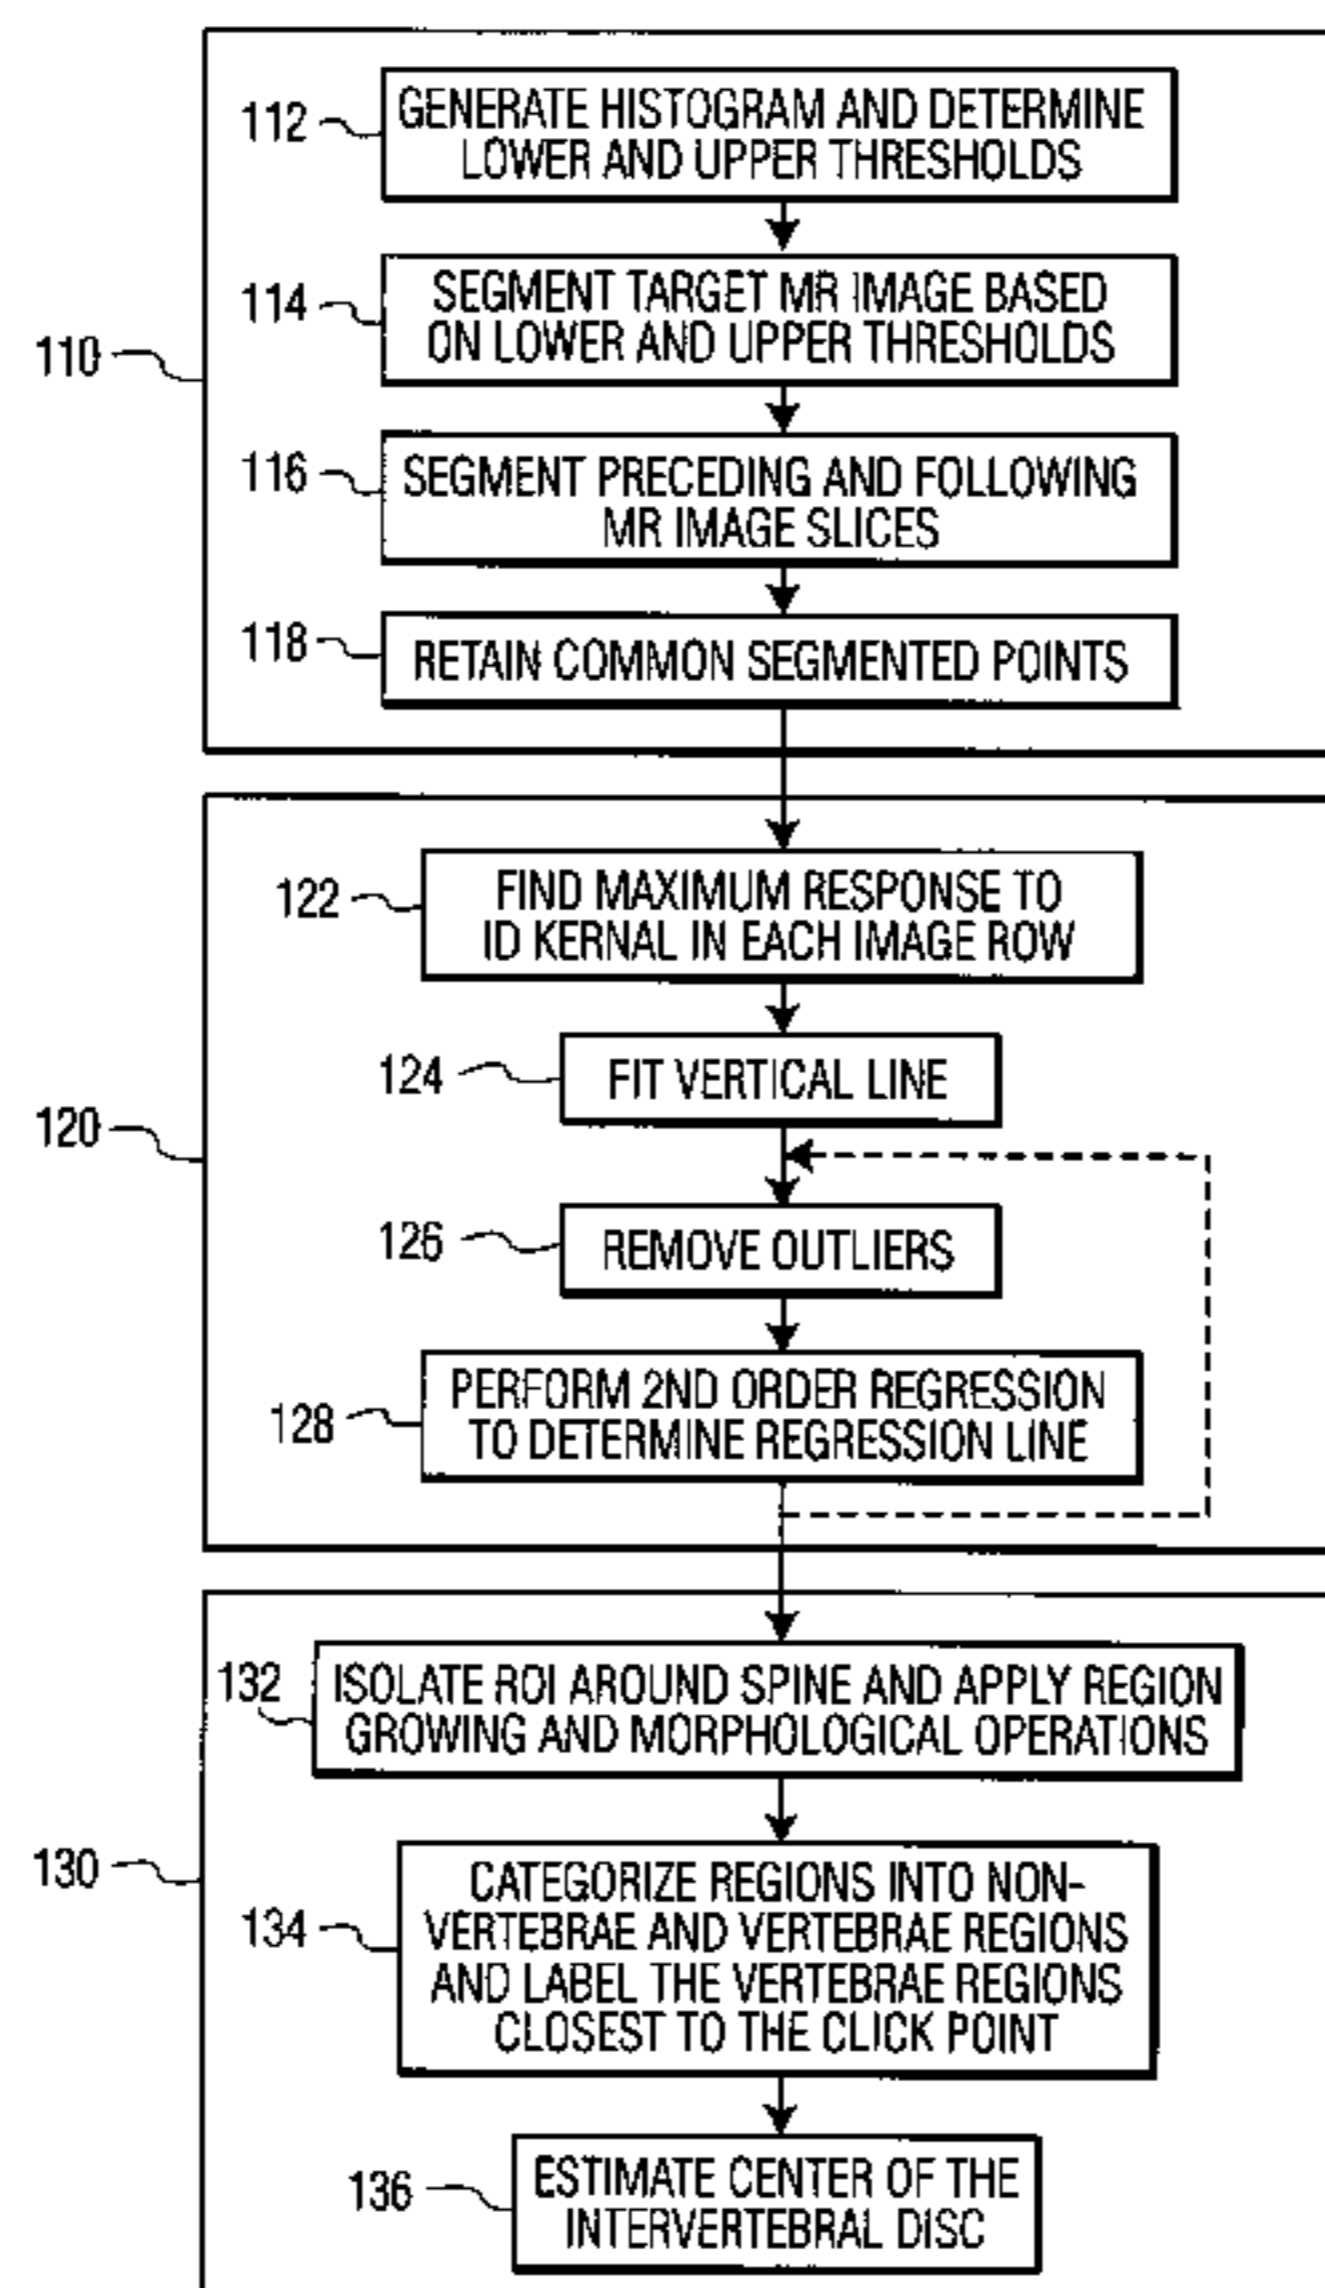 112
GENERATE HISTOGRAM AND DETERMINE
LOWER AND UPPER THRESHOLDS
114
SEGMENT TARGET MR IMAGE BASED
ON LOWER AND UPPER THRESHOLDS
110
116
SEGMENT PRECEDING AND FOLLOWING
MR IMAGE SLICES
118
RETAIN COMMON SEGMENTED POINTS
122
FIND MAXIMUM RESPONSE TO
ID KERNAL IN EACH IMAGE ROW
124
FIT VERTICAL LINE
120
126
REMOVE OUTLIERS
128
PERFORM 2ND ORDER REGRESSION
TO DETERMINE REGRESSION LINE
132
ISOLATE ROI AROUND SPINE AND APPLY REGION
GROWING AND MORPHOLOGICAL OPERATIONS
130
134
CATEGORIZE REGIONS INTO NON-
VERTEBRAE AND VERTEBRAE REGIONS
AND LABEL THE VERTEBRAE REGIONS
CLOSEST TO THE CLICK POINT
136
ESTIMATE CENTER OF THE
INTERVERTEBRAL DISC